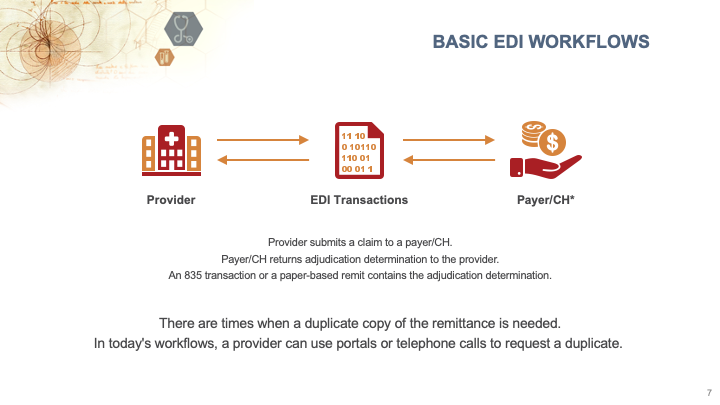 BASIC EDI WORKFLOWS
11 10
0 10110
110 01
00 01 1
$
$
Provider
EDI Transactions
Payer/CH*
Provider submits a claim to a payer/CH.
Payer/CH returns adjudication determination to the provider.
An 835 transaction or a paper-based remit contains the adjudication determination.
There are times when a duplicate copy of the remittance is needed.
In today's workflows, a provider can use portals or telephone calls to request a duplicate.
7